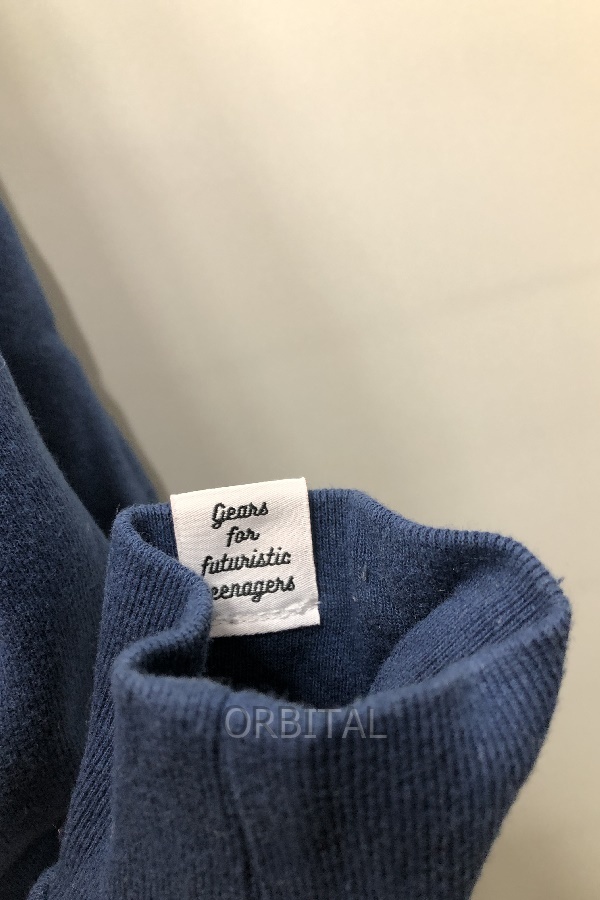 Gears
for
futuristic
eenagers
ORBITAL